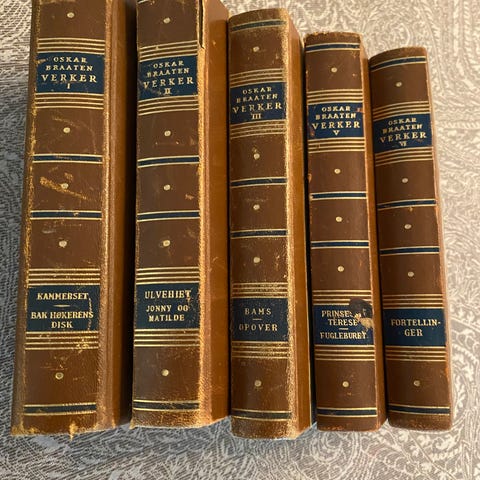 OSKAR
BRAATEN
VERKER
I
KAMMERSET
BAK HØKERENS
DISK
OSKAR
BRAATEN
VERKER
II
ULVEHIET
JONNY OG
MATILDE
OSKAR
BRAATEN
VERKER
III
BAMS
OPOVER
OSKAR
BRAATEN
VERKER
V
PRINSES
TERESE
FUGLEBURET
OSKAR
BRAATEN
VERKER
VI
FORTELLIN-
GER